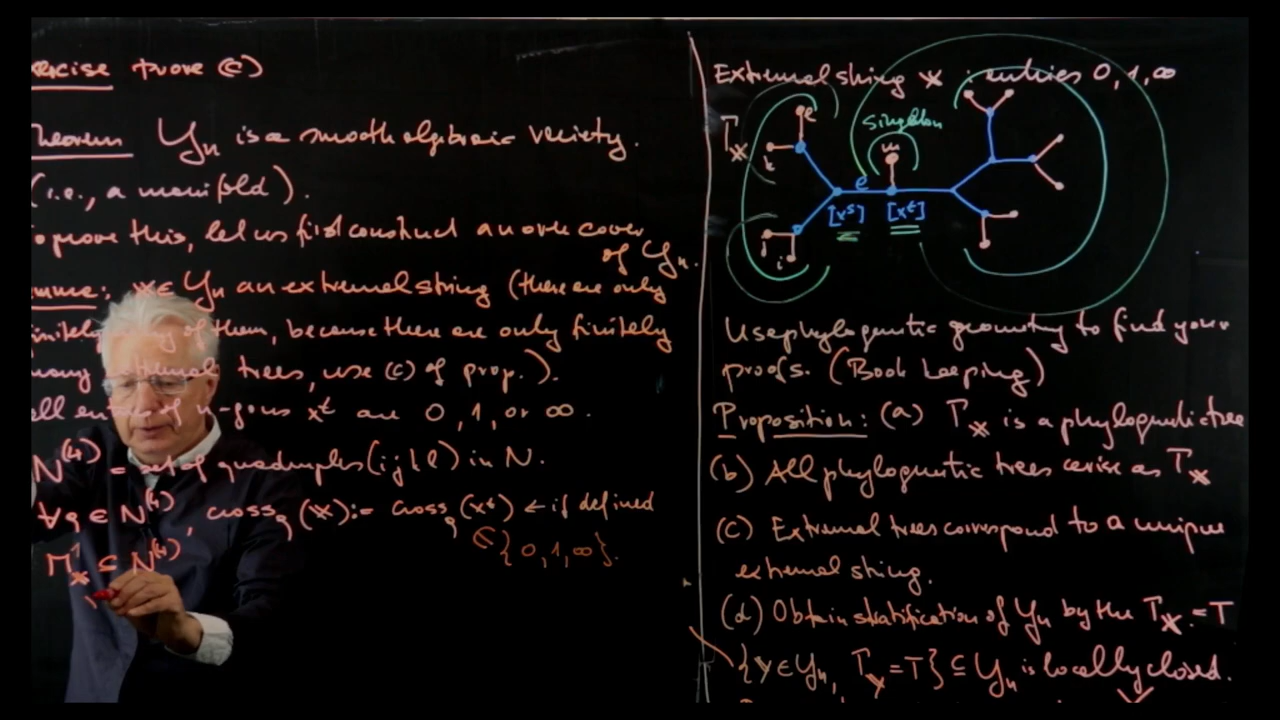 ercise prove (c)
Theorem Yn is a smooth algebraic variety.
(i.e., a manifold).
To prove this, let us first construct an open cover
of Yn.
x ∈ Yn an extremal string (there are only
of them, because there are only finitely
many extremal trees, use (c) of prop.).
all entries of n-gons x^t are 0, 1, or ∞.
N^(4) = set of quadruples (ijkl) in N.
∀q ∈ N^(4), cross_q(x) := cross_q(x^t) ← if defined
∈ {0,1,∞}.
M_x^1 ⊆ N^(4)
Extremal string x : entries 0, 1, ∞
T_x
l
k
singleton
m
e
[x^s] [x^t]
j
i
Use phylogenetic geometry to find your
proofs. (Book keeping)
Proposition: (a) T_x is a phylogenetic tree
(b) All phylogenetic trees arise as T_x
(c) Extremal trees correspond to a unique
extremal string.
(d) Obtain stratification of Yn by the T_x = T
{y ∈ Yn, T_y = T} ⊆ Yn is locally closed.